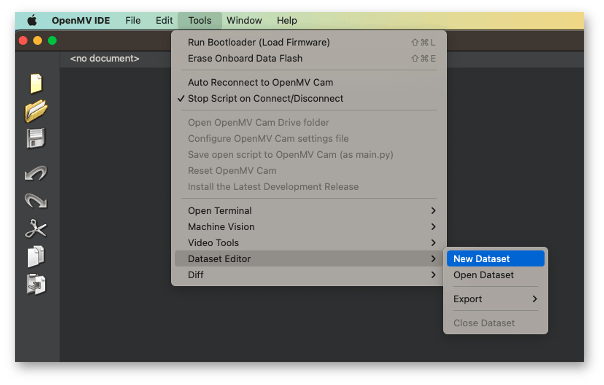 OpenMV IDE File Edit Tools Window Help
<no document>
Run Bootloader (Load Firmware) ⇧⌘L
Erase Onboard Data Flash ⇧⌘E
Auto Reconnect to OpenMV Cam
✓ Stop Script on Connect/Disconnect
Open OpenMV Cam Drive folder
Configure OpenMV Cam settings file
Save open script to OpenMV Cam (as main.py)
Reset OpenMV Cam
Install the Latest Development Release
Open Terminal
Machine Vision
Video Tools
Dataset Editor
Diff
New Dataset
Open Dataset
Export
Close Dataset